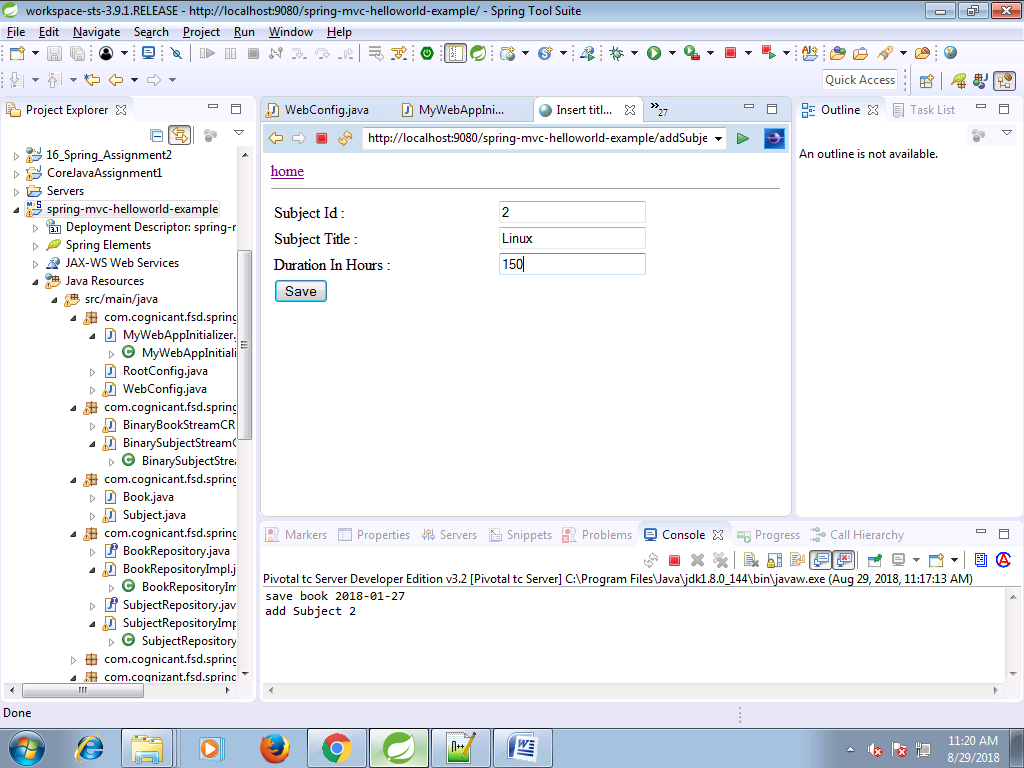 workspace-sts-3.9.1.RELEASE - http://localhost:9080/spring-mvc-helloworld-example/ - Spring Tool Suite
File Edit Navigate Search Project Run Window Help
Quick Access
Project Explorer
16_Spring_Assignment2
CoreJavaAssignment1
Servers
spring-mvc-helloworld-example
Deployment Descriptor: spring-r
Spring Elements
JAX-WS Web Services
Java Resources
src/main/java
com.cognicant.fsd.spring
MyWebAppInitializer.
MyWebAppInitiali
RootConfig.java
WebConfig.java
com.cognicant.fsd.spring
BinaryBookStreamCR
BinarySubjectStreamC
BinarySubjectStrea
com.cognicant.fsd.spring
Book.java
Subject.java
com.cognicant.fsd.spring
BookRepository.java
BookRepositoryImpl.j
BookRepositoryIm
SubjectRepository.jav
SubjectRepositoryImp
SubjectRepository
com.cognicant.fsd.spring
com.cognizant.fsd.spring
WebConfig.java MyWebAppIni... Insert titl... »27
http://localhost:9080/spring-mvc-helloworld-example/addSubje
home
Subject Id : 2
Subject Title : Linux
Duration In Hours : 150
Save
Outline Task List
An outline is not available.
Markers Properties Servers Snippets Problems Console Progress Call Hierarchy
Pivotal tc Server Developer Edition v3.2 [Pivotal tc Server] C:\Program Files\Java\jdk1.8.0_144\bin\javaw.exe (Aug 29, 2018, 11:17:13 AM)
save book 2018-01-27
add Subject 2
Done
11:20 AM
8/29/2018